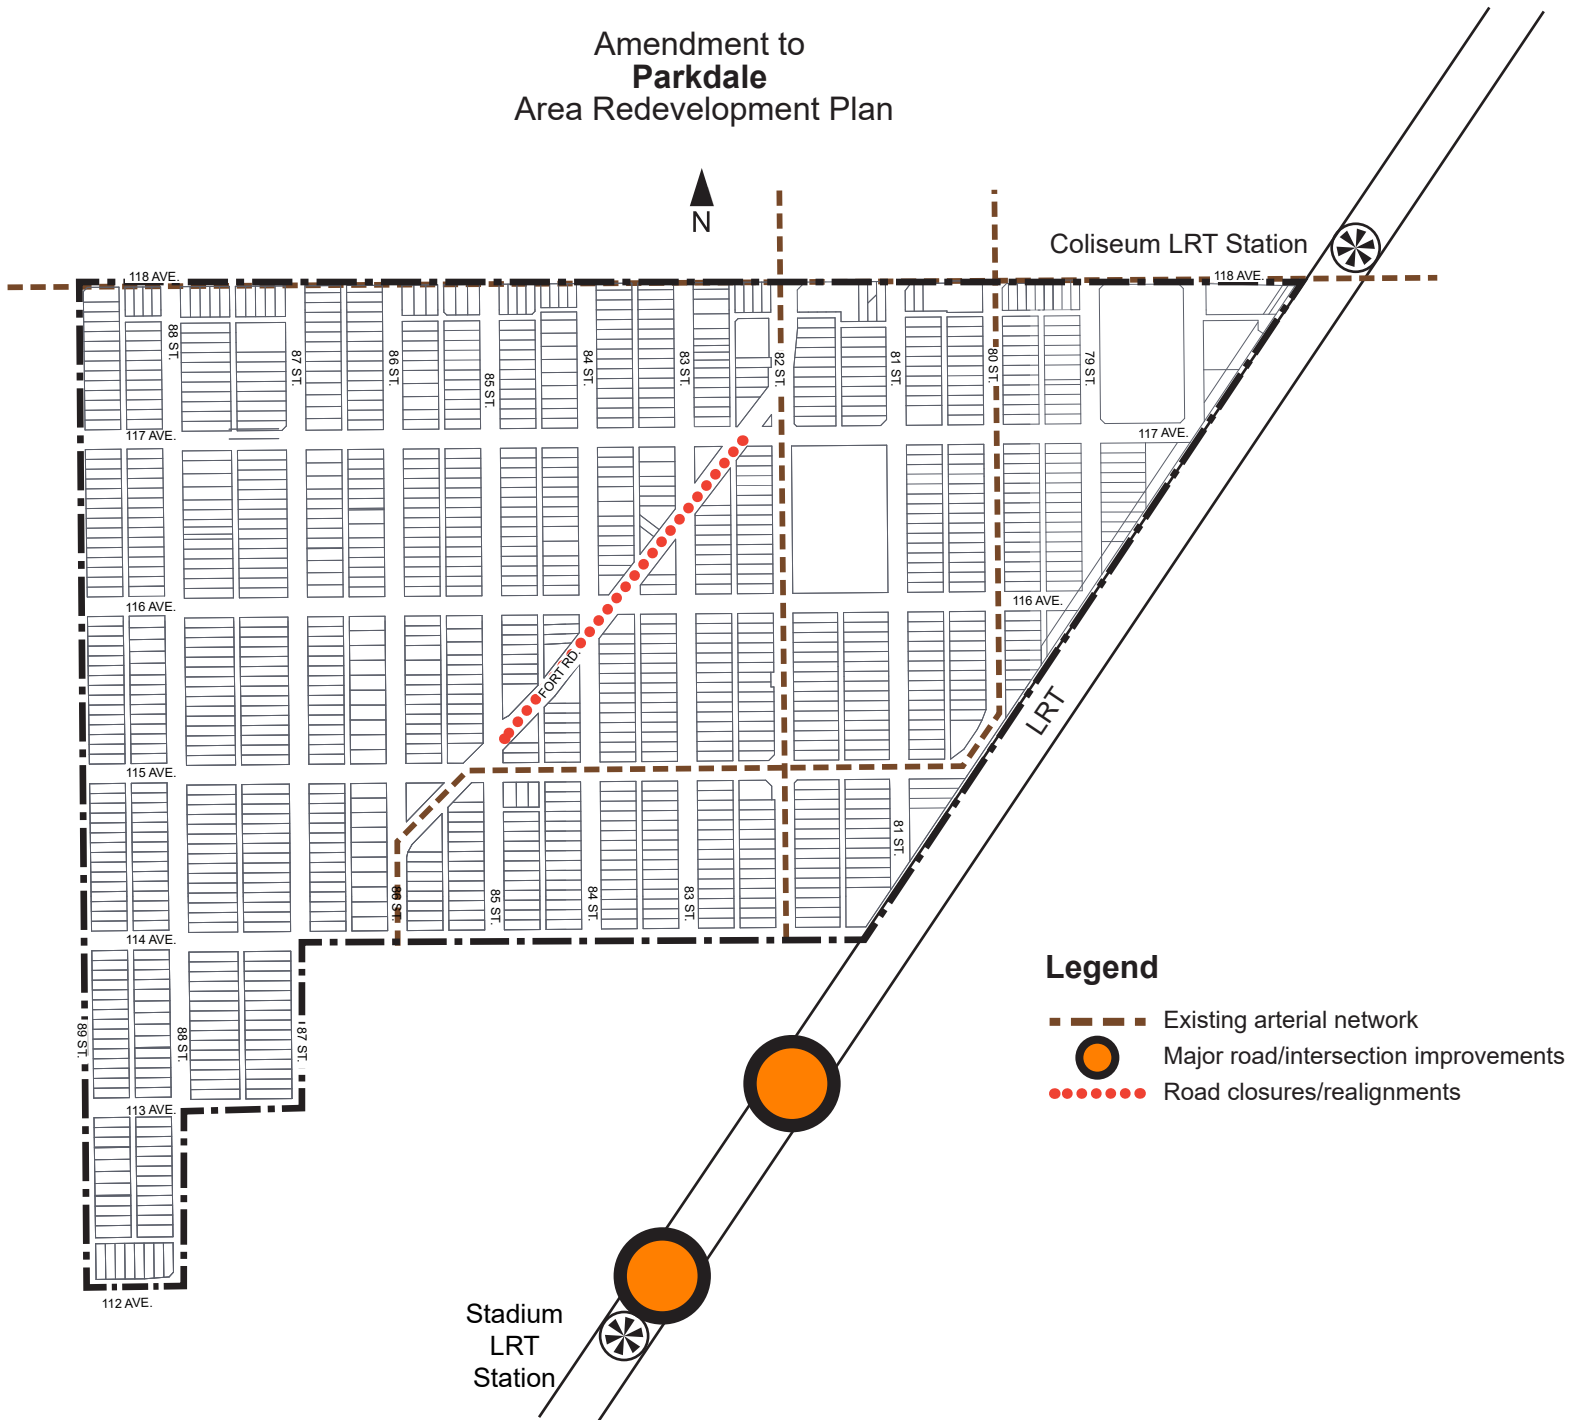 Amendment to
Parkdale
Area Redevelopment Plan
N
Coliseum LRT Station
118 AVE.
118 AVE.
88 ST.
87 ST.
86 ST.
85 ST.
84 ST.
83 ST.
82 ST.
81 ST.
80 ST.
79 ST.
117 AVE.
117 AVE.
116 AVE.
116 AVE.
FORT RD.
LRT
115 AVE.
86 ST.
85 ST.
84 ST.
83 ST.
81 ST.
114 AVE.
89 ST.
88 ST.
87 ST.
113 AVE.
112 AVE.
Legend
Existing arterial network
Major road/intersection improvements
Road closures/realignments
Stadium
LRT
Station